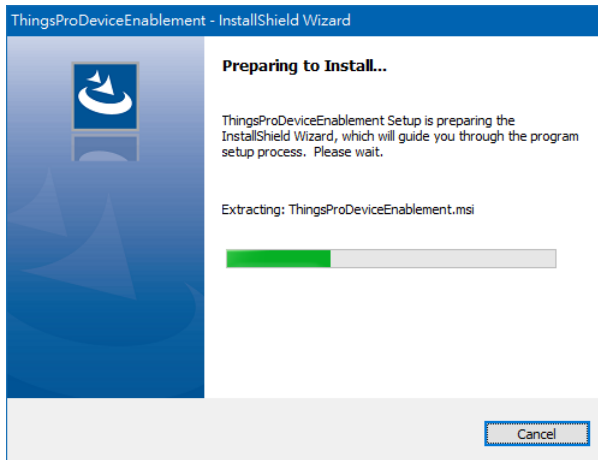 ThingsProDeviceEnablement - InstallShield Wizard
Preparing to Install...
ThingsProDeviceEnablement Setup is preparing the
InstallShield Wizard, which will guide you through the program
setup process.  Please wait.
Extracting: ThingsProDeviceEnablement.msi
Cancel